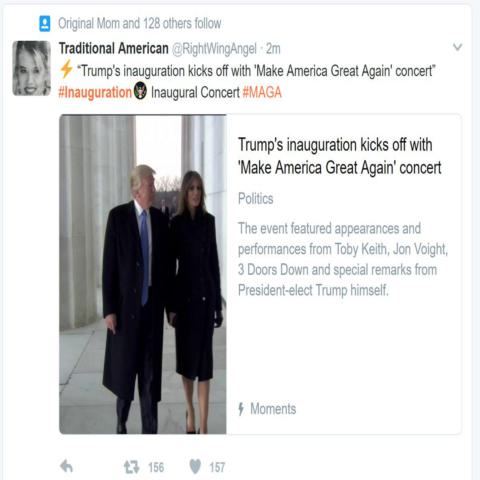 Original Mom and 128 others follow
Traditional American @RightWingAngel · 2m
⚡ “Trump's inauguration kicks off with 'Make America Great Again' concert”
#Inauguration Inaugural Concert #MAGA
Trump's inauguration kicks off with
'Make America Great Again' concert
Politics
The event featured appearances and
performances from Toby Keith, Jon Voight,
3 Doors Down and special remarks from
President-elect Trump himself.
Moments
156 157